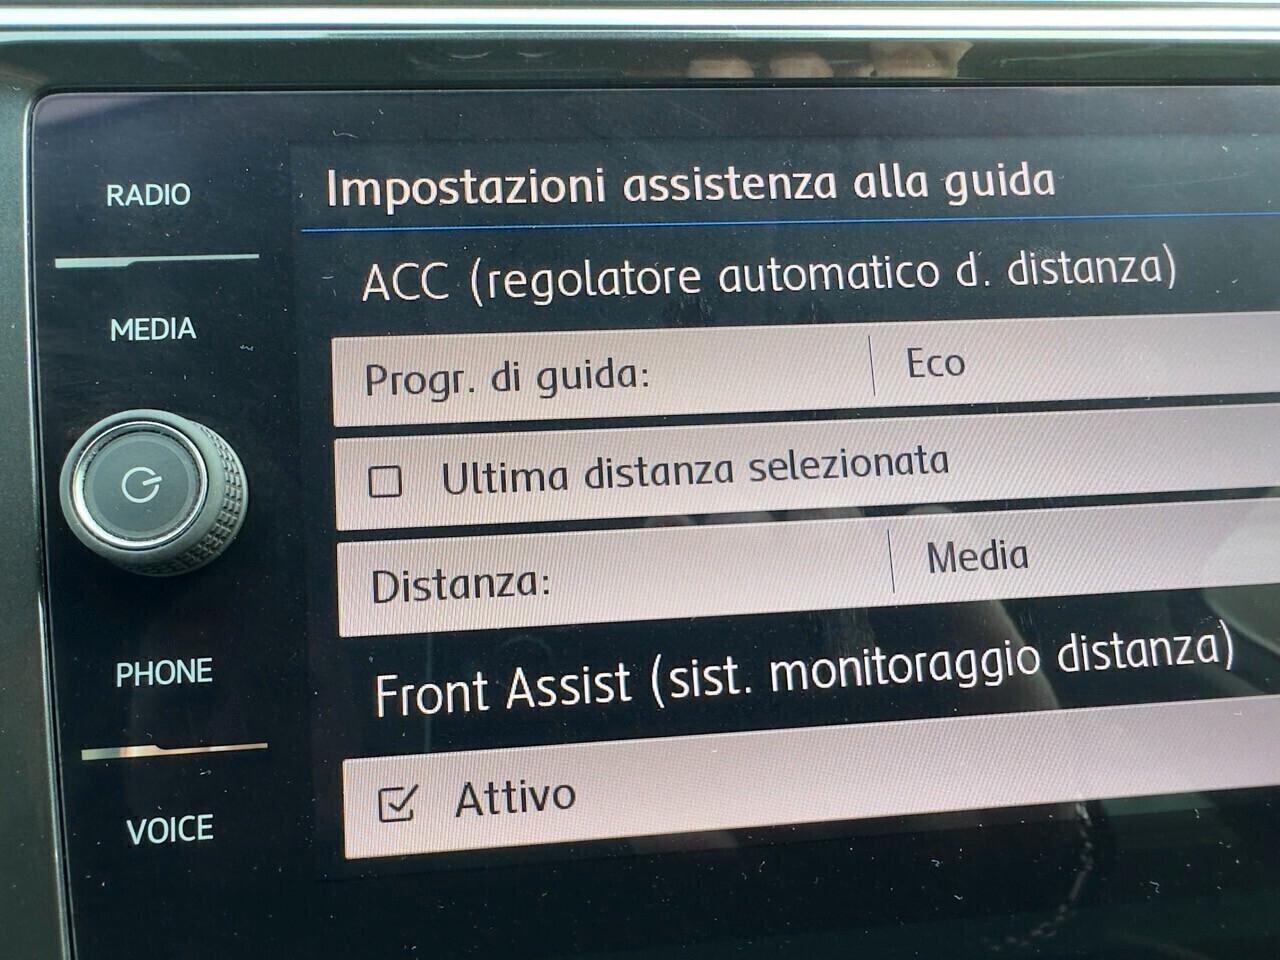 RADIO
MEDIA
PHONE
VOICE
Impostazioni assistenza alla guida
ACC (regolatore automatico d. distanza)
Progr. di guida: Eco
Ultima distanza selezionata
Distanza: Media
Front Assist (sist. monitoraggio distanza)
Attivo